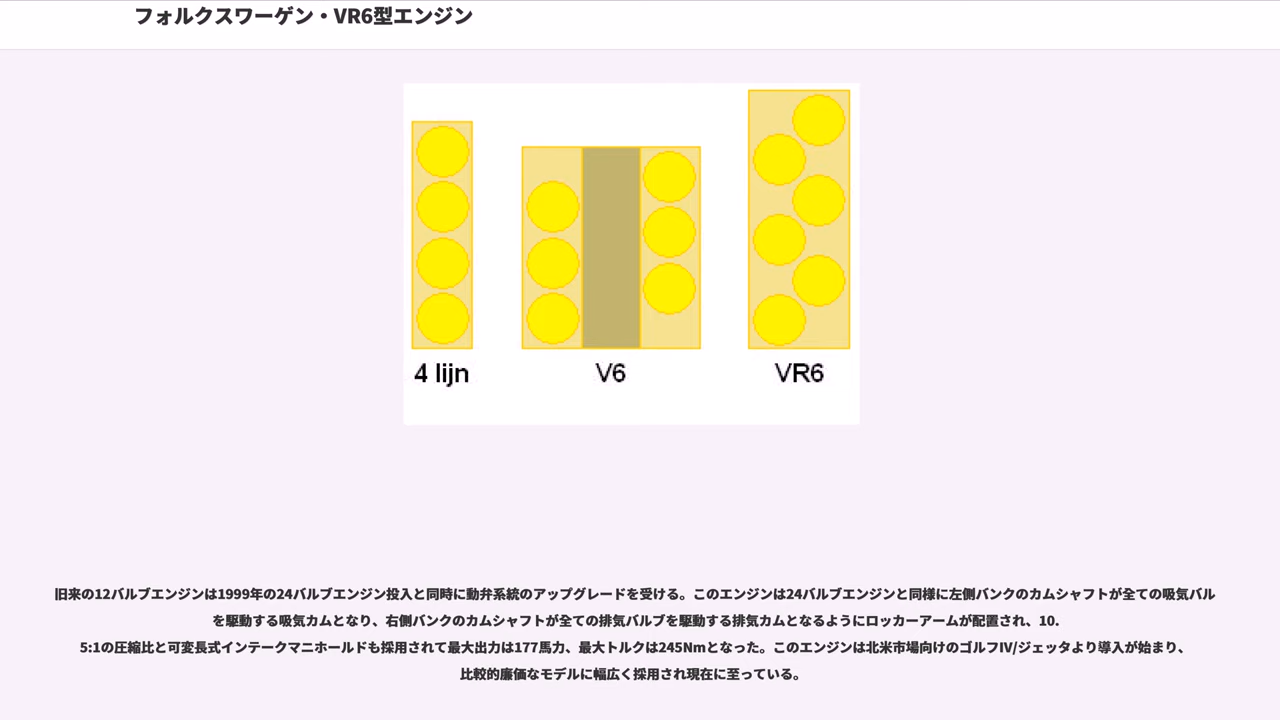 フォルクスワーゲン・VR6型エンジン
4 lijn
V6
VR6
旧来の12バルブエンジンは1999年の24バルブエンジン投入と同時に動弁系統のアップグレードを受ける。このエンジンは24バルブエンジンと同様に左側バンクのカムシャフトが全ての吸気バル
を駆動する吸気カムとなり、右側バンクのカムシャフトが全ての排気バルブを駆動する排気カムとなるようにロッカーアームが配置され、10.
5:1の圧縮比と可変長式インテークマニホールドも採用されて最大出力は177馬力、最大トルクは245Nmとなった。このエンジンは北米市場向けのゴルフIV/ジェッタより導入が始まり、
比較的廉価なモデルに幅広く採用され現在に至っている。